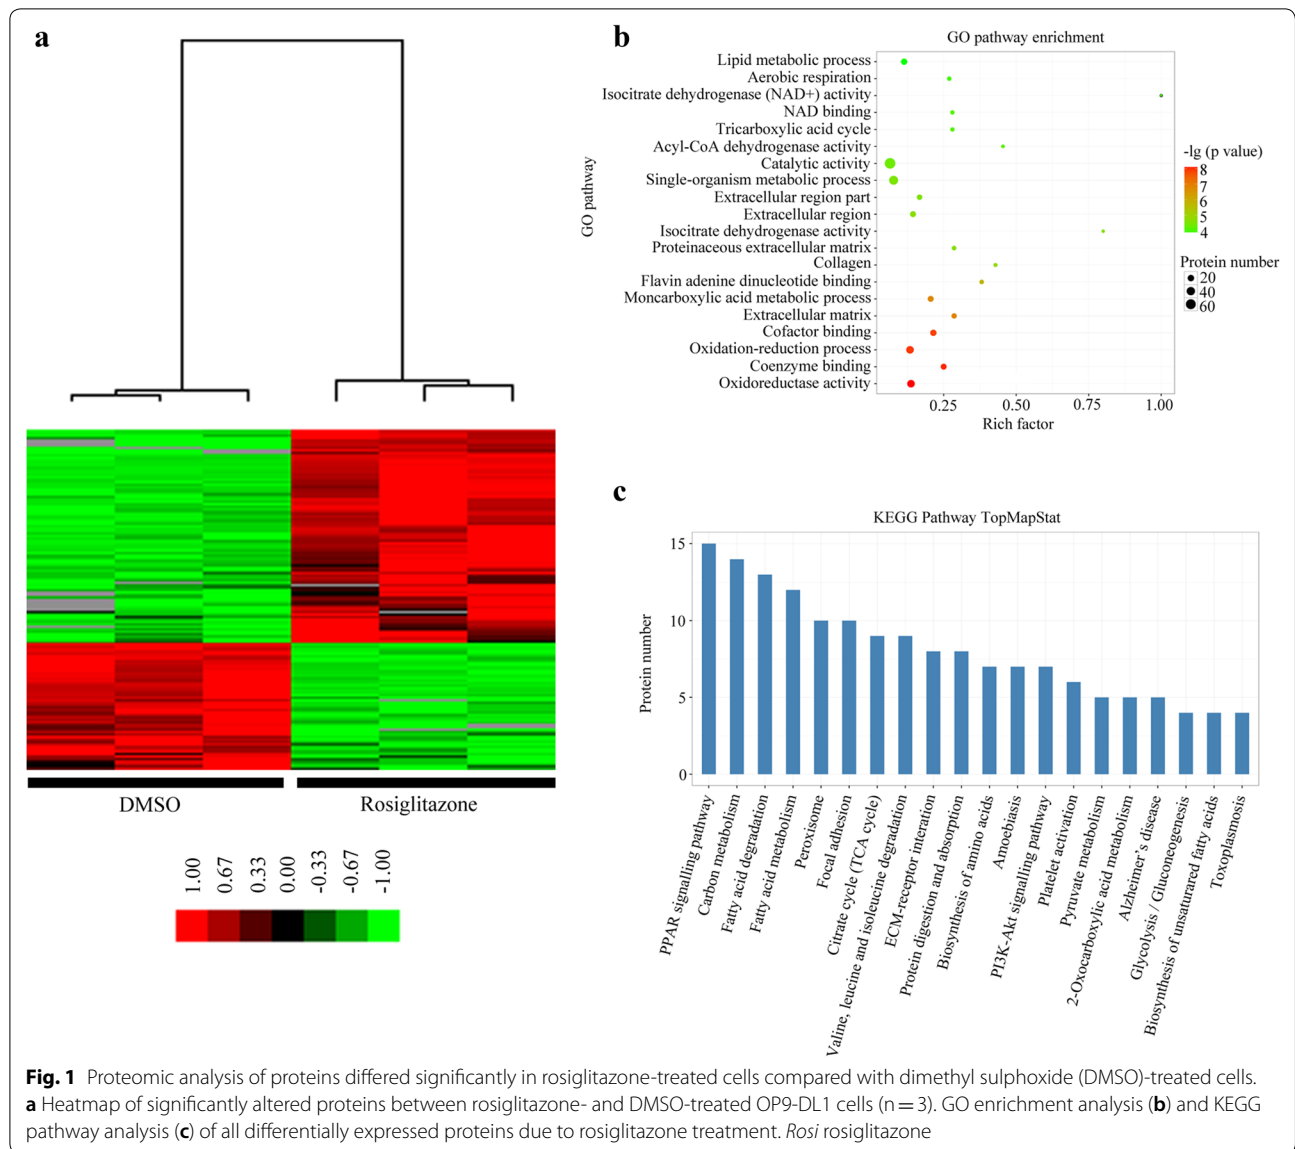 a
DMSO
Rosiglitazone
1.00
0.67
0.33
0.00
-0.33
-0.67
-1.00
b
GO pathway enrichment
GO pathway
Lipid metabolic process
Aerobic respiration
Isocitrate dehydrogenase (NAD+) activity
NAD binding
Tricarboxylic acid cycle
Acyl-CoA dehydrogenase activity
Catalytic activity
Single-organism metabolic process
Extracellular region part
Extracellular region
Isocitrate dehydrogenase activity
Proteinaceous extracellular matrix
Collagen
Flavin adenine dinucleotide binding
Moncarboxylic acid metabolic process
Extracellular matrix
Cofactor binding
Oxidation-reduction process
Coenzyme binding
Oxidoreductase activity
0.25 0.50 0.75 1.00
Rich factor
-lg (p value)
8
7
6
5
4
Protein number
20
40
60
c
KEGG Pathway TopMapStat
Protein number
15
10
5
0
PPAR signalling pathway
Carbon metabolism
Fatty acid degradation
Fatty acid metabolism
Peroxisome
Focal adhesion
Citrate cycle (TCA cycle)
Valine, leucine and isoleucine degradation
ECM-receptor interation
Protein digestion and absorption
Biosynthesis of amino acids
Amoebiasis
PI3K-Akt signalling pathway
Platelet activation
Pyruvate metabolism
2-Oxocarboxylic acid metabolism
Alzheimer's disease
Glycolysis / Gluconeogenesis
Biosynthesis of unsaturared fatty acids
Toxoplasmosis
Fig. 1 Proteomic analysis of proteins differed significantly in rosiglitazone-treated cells compared with dimethyl sulphoxide (DMSO)-treated cells.
a Heatmap of significantly altered proteins between rosiglitazone- and DMSO-treated OP9-DL1 cells (n = 3). GO enrichment analysis (b) and KEGG
pathway analysis (c) of all differentially expressed proteins due to rosiglitazone treatment. Rosi rosiglitazone